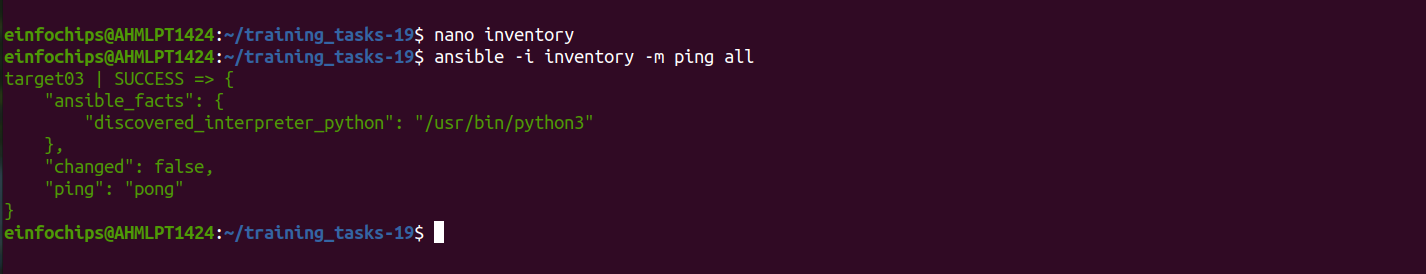 einfochips@AHMLPT1424:~/training_tasks-19$ nano inventory
einfochips@AHMLPT1424:~/training_tasks-19$ ansible -i inventory -m ping all
target03 | SUCCESS => {
    "ansible_facts": {
        "discovered_interpreter_python": "/usr/bin/python3"
    },
    "changed": false,
    "ping": "pong"
}
einfochips@AHMLPT1424:~/training_tasks-19$